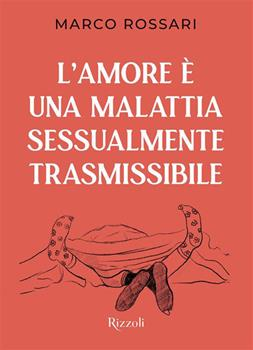 MARCO ROSSARI
L'AMORE È
UNA MALATTIA
SESSUALMENTE
TRASMISSIBILE
Rizzoli